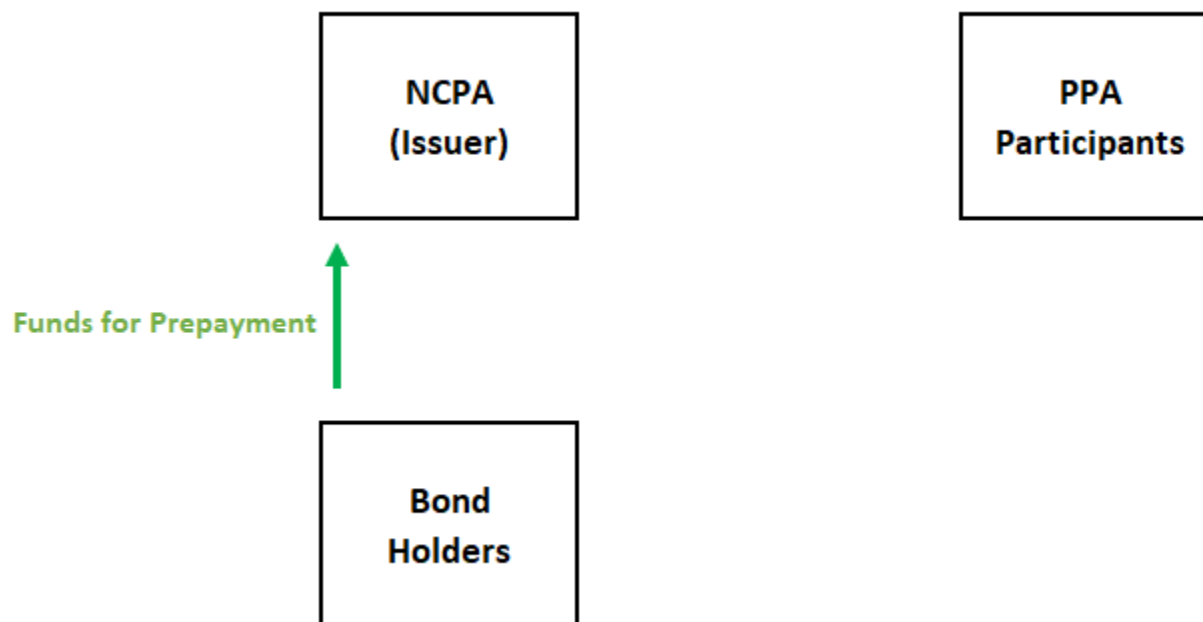 NCPA
(Issuer)
PPA
Participants
Funds for Prepayment
Bond
Holders